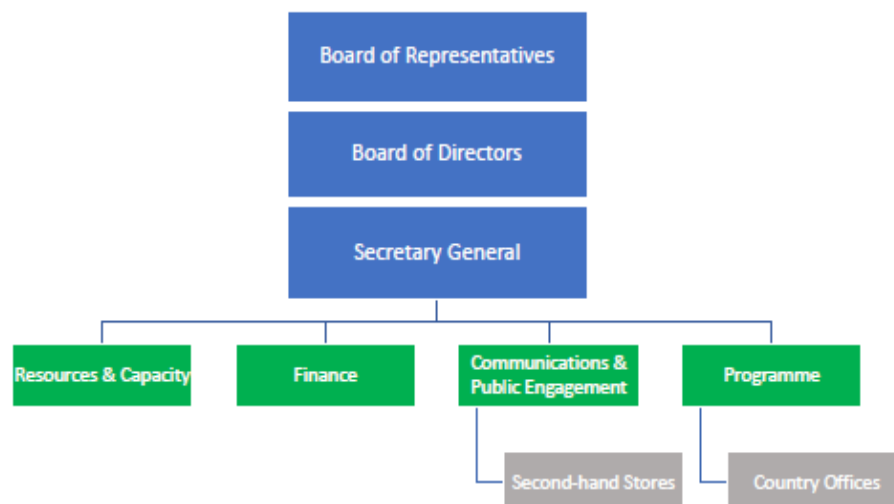 Board of Representatives
Board of Directors
Secretary General
Resources & Capacity
Finance
Communications &
Public Engagement
Programme
Second-hand Stores
Country Offices